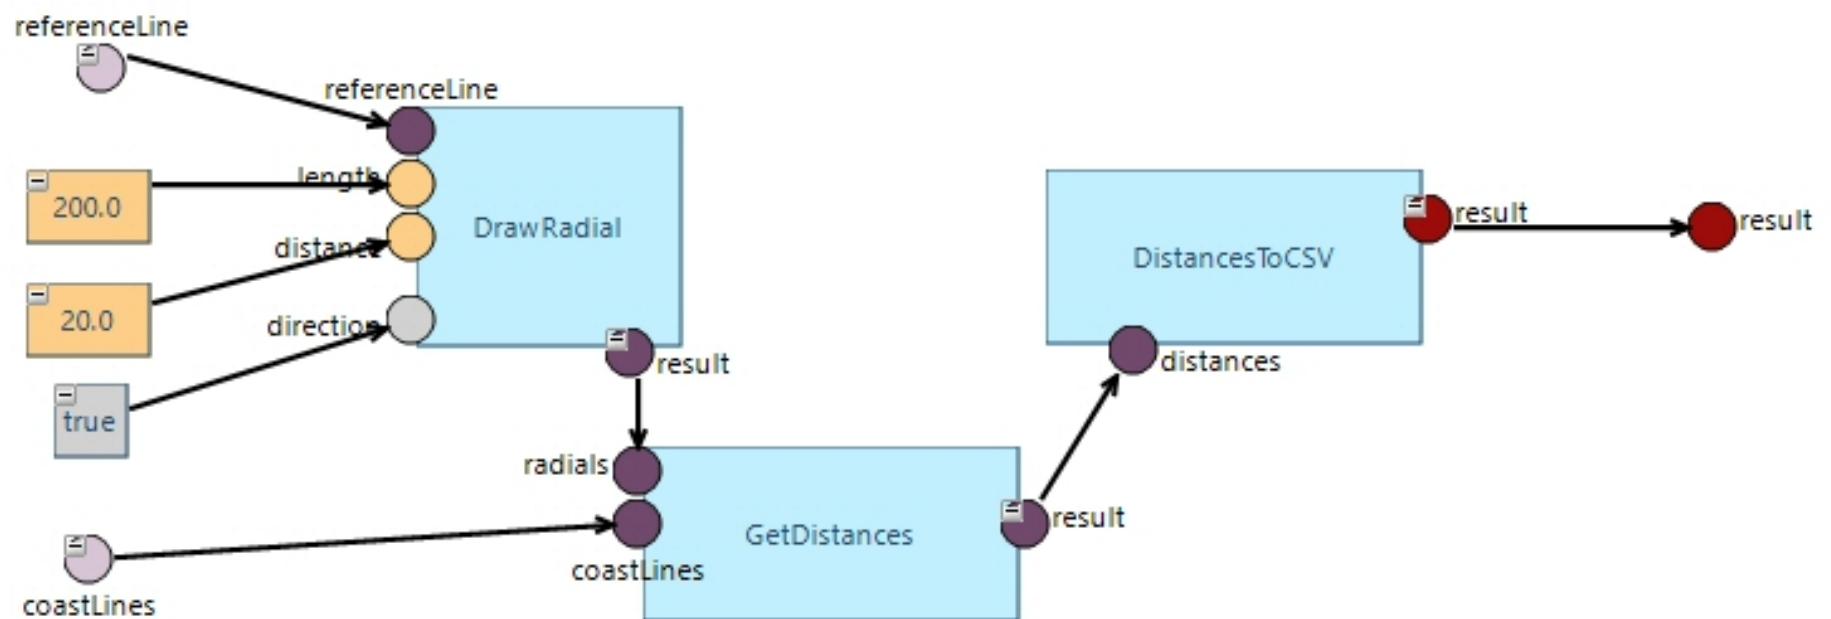 referenceLine
referenceLine
length
200.0
DrawRadial
distance
20.0
direction
true
result
DistancesToCSV
result
result
distances
radials
GetDistances
result
coastLines
coastLines